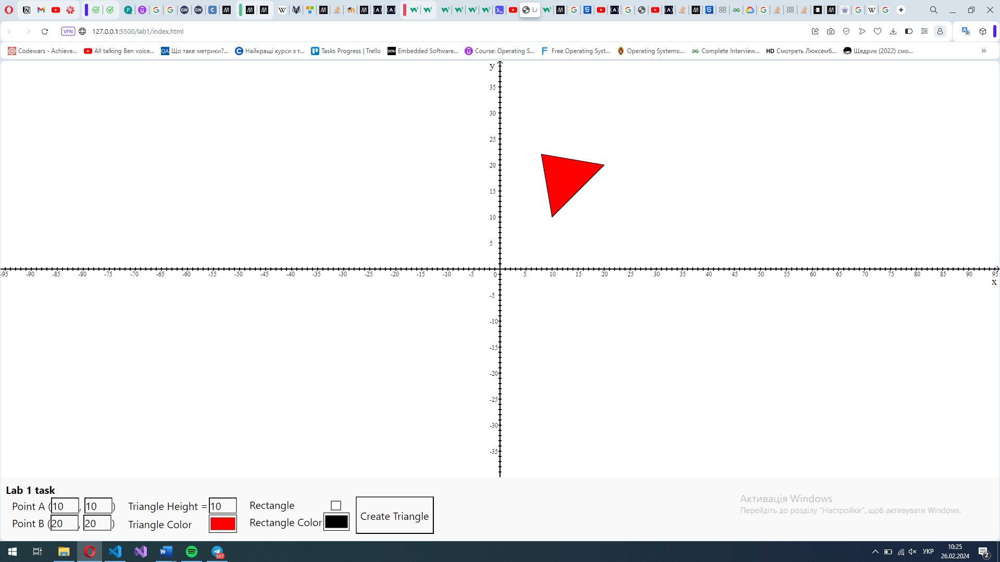 LA
VPN 127.0.0.1:5500/lab1/index.html
Codewars - Achieve... All talking Ben voice... QA Що таке метрики?... Найкращі курси з т... Tasks Progress | Trello DOU Embedded Software... Course: Operating S... Free Operating Syst... Operating Systems:... Complete Interview... HD Смотреть Люксемб... Щедрик (2022) смо... »
y
35
30
25
20
15
10
5
-95 -90 -85 -80 -75 -70 -65 -60 -55 -50 -45 -40 -35 -30 -25 -20 -15 -10 -5 0 5 10 15 20 25 30 35 40 45 50 55 60 65 70 75 80 85 90 95
x
-5
-10
-15
-20
-25
-30
-35
Lab 1 task
Point A (10, 10) Triangle Height = 10 Rectangle
Point B (20, 20) Triangle Color Rectangle Color
Create Triangle
Активація Windows
Перейдіть до розділу "Настройки", щоб активувати Windows.
597
УКР
10:25
26.02.2024
2